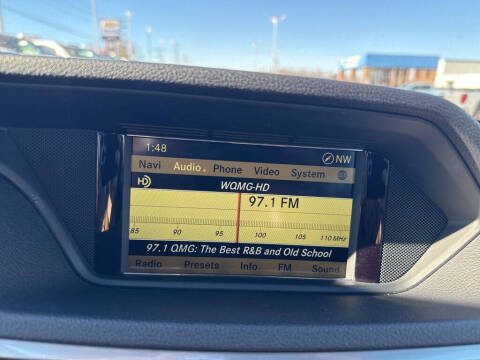 1:48 NW
Navi Audio Phone Video System
HD WQMG-HD
97.1 FM
85 90 95 100 105 110 MHz
97.1 QMG: The Best R&B and Old School
Radio Presets Info FM Sound